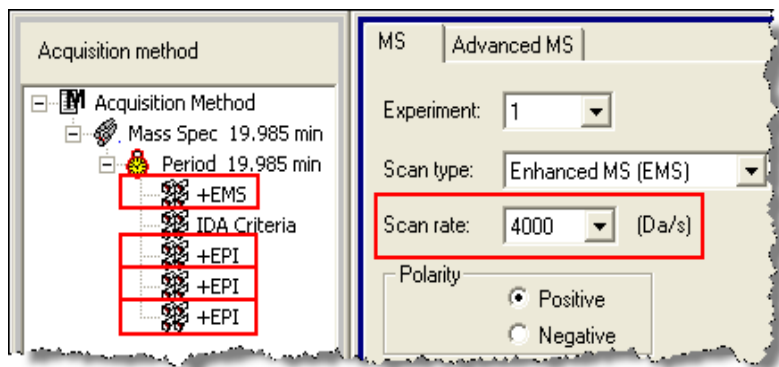 Acquisition method
Acquisition Method
Mass Spec 19.985 min
Period 19.985 min
+EMS
IDA Criteria
+EPI
+EPI
+EPI
MS Advanced MS
Experiment: 1
Scan type: Enhanced MS (EMS)
Scan rate: 4000 (Da/s)
Polarity
Positive
Negative